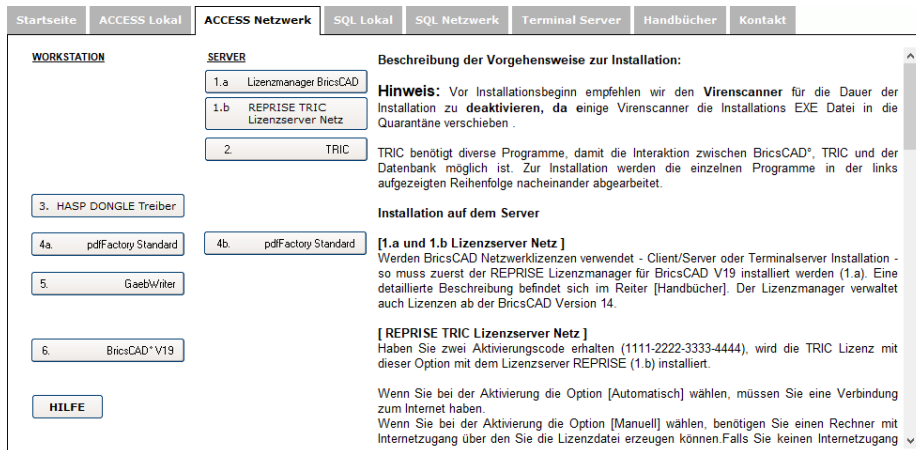 Startseite ACCESS Lokal ACCESS Netzwerk SQL Lokal SQL Netzwerk Terminal Server Handbücher Kontakt
WORKSTATION
SERVER
1.a Lizenzmanager BricsCAD
1.b REPRISE TRIC
Lizenzserver Netz
2. TRIC
3. HASP DONGLE Treiber
4a. pdfFactory Standard
4b. pdfFactory Standard
5. GaebWriter
6. BricsCAD° V19
HILFE
Beschreibung der Vorgehensweise zur Installation:
Hinweis: Vor Installationsbeginn empfehlen wir den Virenscanner für die Dauer der
Installation zu deaktivieren, da einige Virenscanner die Installations EXE Datei in die
Quarantäne verschieben .
TRIC benötigt diverse Programme, damit die Interaktion zwischen BricsCAD°, TRIC und der
Datenbank möglich ist. Zur Installation werden die einzelnen Programme in der links
aufgezeigten Reihenfolge nacheinander abgearbeitet.
Installation auf dem Server
[1.a und 1.b Lizenzserver Netz ]
Werden BricsCAD Netzwerklizenzen verwendet - Client/Server oder Terminalserver Installation -
so muss zuerst der REPRISE Lizenzmanager für BricsCAD V19 installiert werden (1.a). Eine
detaillierte Beschreibung befindet sich im Reiter [Handbücher]. Der Lizenzmanager verwaltet
auch Lizenzen ab der BricsCAD Version 14.
[ REPRISE TRIC Lizenzserver Netz ]
Haben Sie zwei Aktivierungscode erhalten (1111-2222-3333-4444), wird die TRIC Lizenz mit
dieser Option mit dem Lizenzserver REPRISE (1.b) installiert.
Wenn Sie bei der Aktivierung die Option [Automatisch] wählen, müssen Sie eine Verbindung
zum Internet haben.
Wenn Sie bei der Aktivierung die Option [Manuell] wählen, benötigen Sie einen Rechner mit
Internetzugang über den Sie die Lizenzdatei erzeugen können.Falls Sie keinen Internetzugang